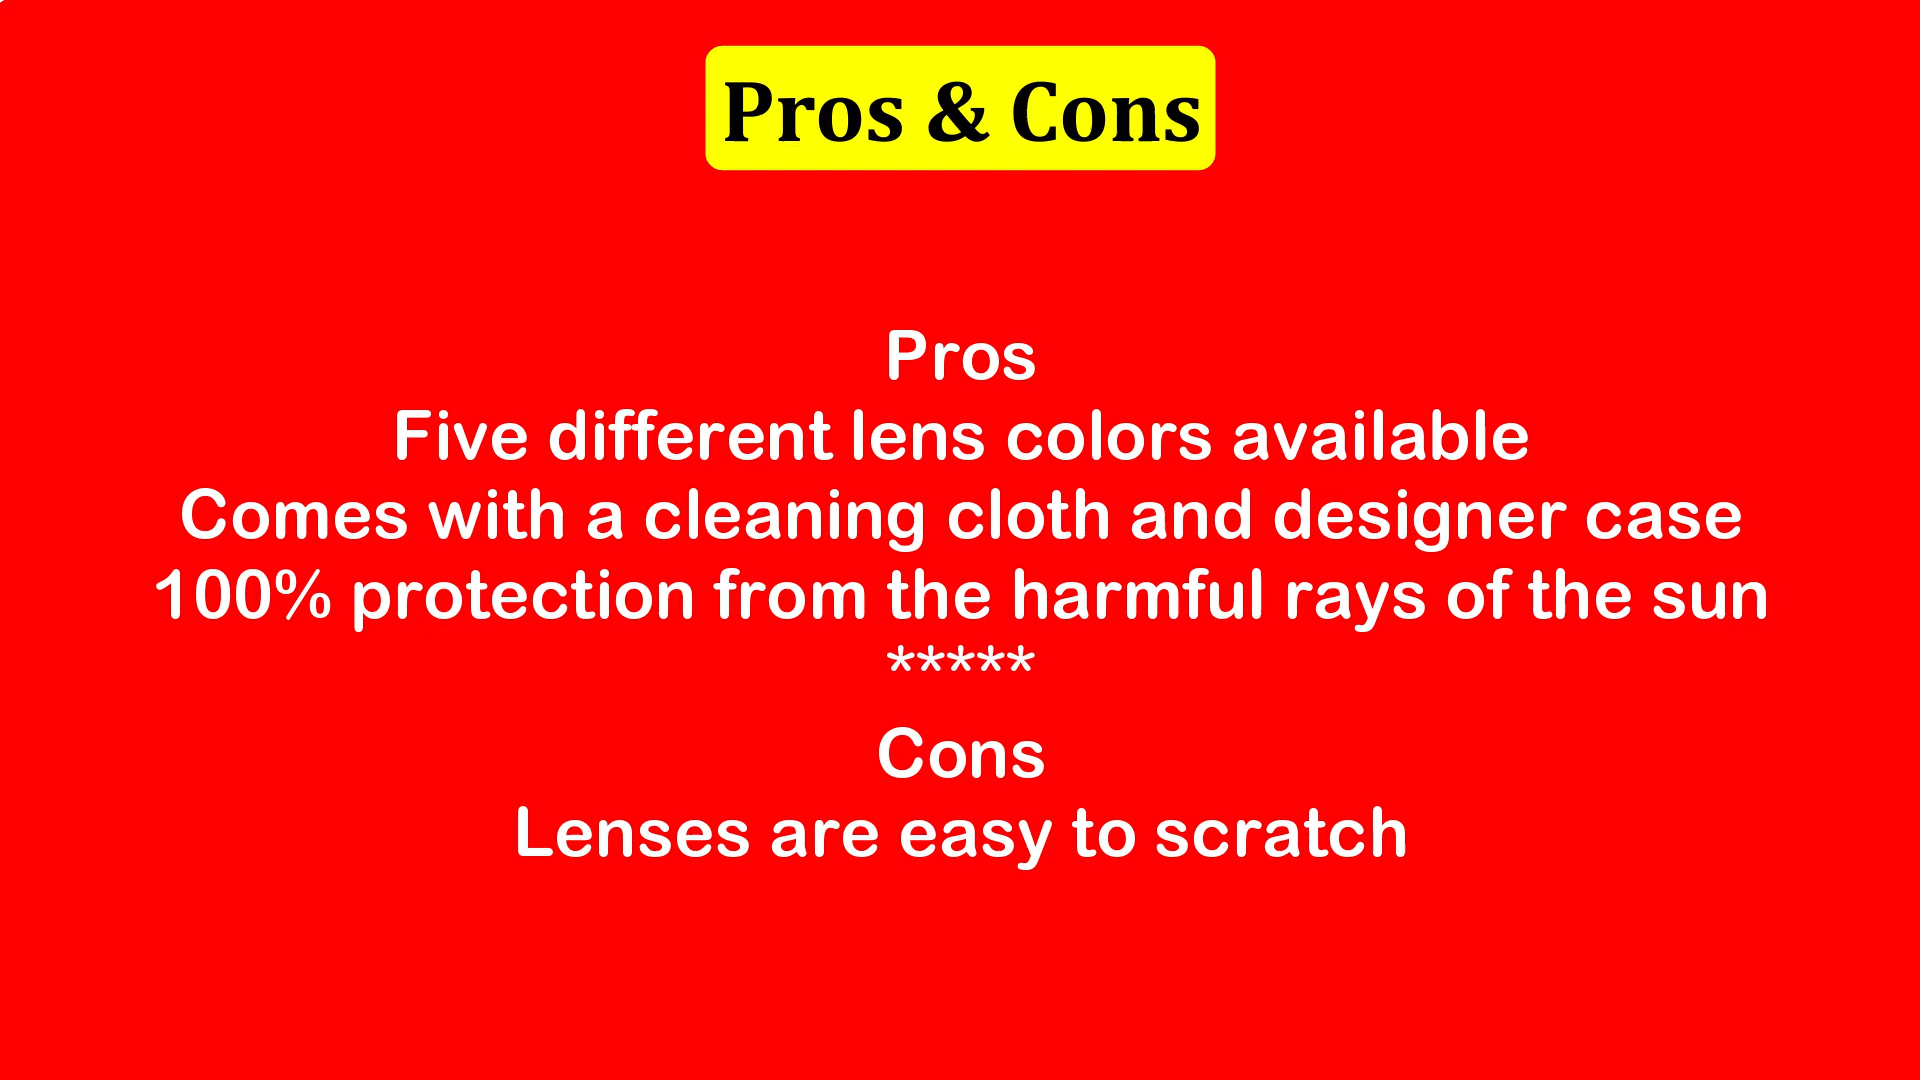 Pros & Cons
Pros
Five different lens colors available
Comes with a cleaning cloth and designer case
100% protection from the harmful rays of the sun
*****
Cons
Lenses are easy to scratch